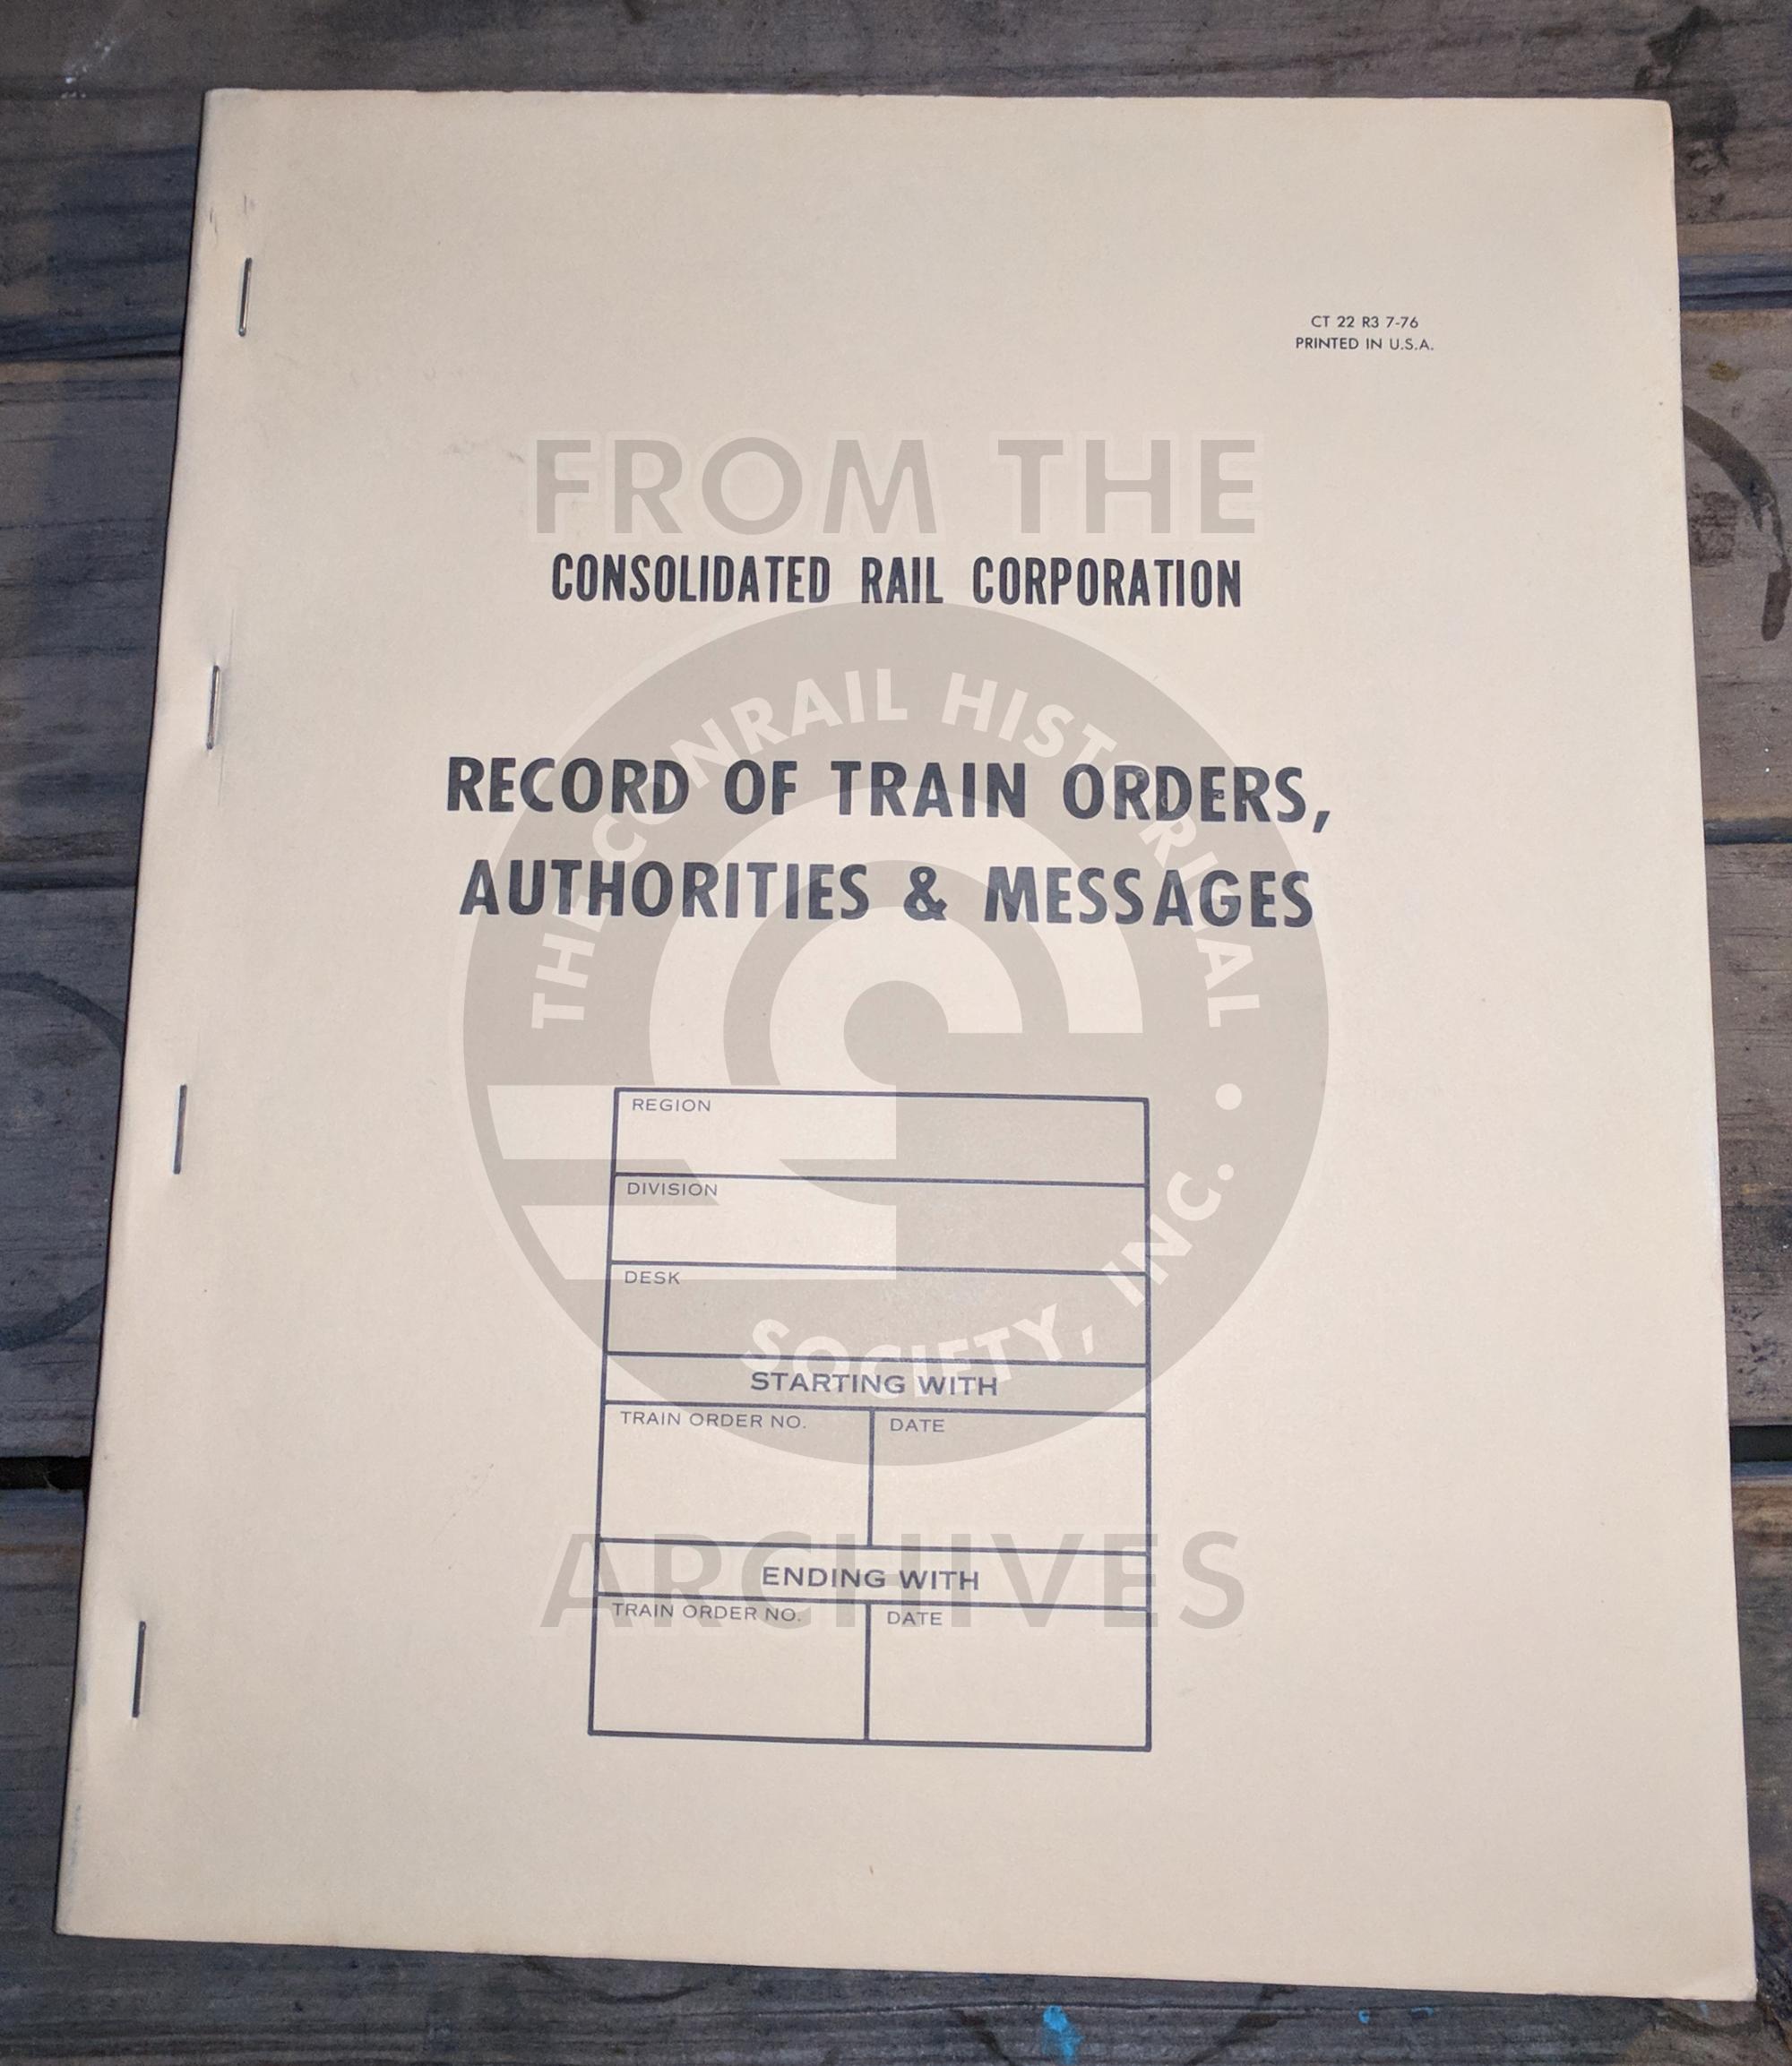 CT 22 R3 7-76
PRINTED IN U.S.A.
FROM THE
CONSOLIDATED RAIL CORPORATION
THE CONRAIL HISTORICAL
RECORD OF TRAIN ORDERS,
AUTHORITIES & MESSAGES
REGION
DIVISION
DESK
SOCIETY, INC.
STARTING WITH
TRAIN ORDER NO. DATE
ARCHIVES
ENDING WITH
TRAIN ORDER NO. DATE